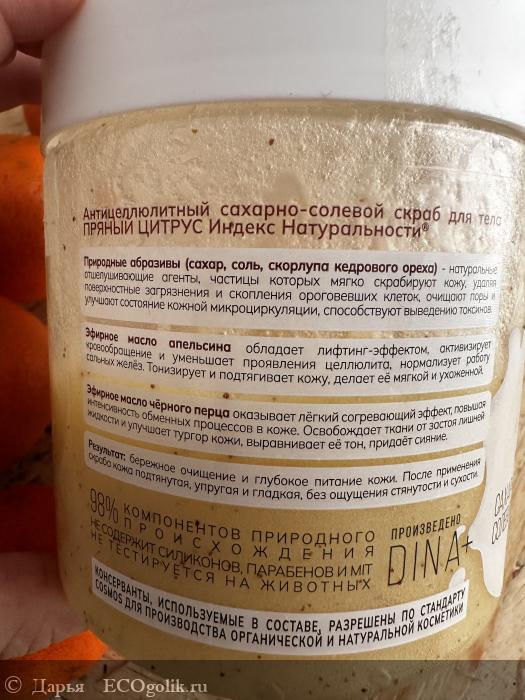 Антицеллюлитный сахарно-солевой скраб для тела
ПРЯНЫЙ ЦИТРУС Индекс Натуральности®
Природные абразивы (сахар, соль, скорлупа кедрового ореха) - натуральные
отшелушивающие агенты, частицы которых мягко скрабируют кожу, удаляя
поверхностные загрязнения и скопления ороговевших клеток, очищают поры и
улучшают состояние кожной микроциркуляции, способствуют выведению токсинов.
Эфирное масло апельсина обладает лифтинг-эффектом, активизирует
кровообращение и уменьшает проявления целлюлита, нормализует работу
сальных желёз. Тонизирует и подтягивает кожу, делает её мягкой и ухоженной.
Эфирное масло чёрного перца оказывает лёгкий согревающий эффект, повышая
интенсивность обменных процессов в коже. Освобождает ткани от застоя лишней
жидкости и улучшает тургор кожи, выравнивает её тон, придаёт сияние.
Результат: бережное очищение и глубокое питание кожи. После применения
скраба кожа подтянутая, упругая и гладкая, без ощущения стянутости и сухости.
98% КОМПОНЕНТОВ ПРИРОДНОГО
ПРОИСХОЖДЕНИЯ
НЕ СОДЕРЖИТ СИЛИКОНОВ, ПАРАБЕНОВ И MIT
НЕ ТЕСТИРУЕТСЯ НА ЖИВОТНЫХ
ПРОИЗВЕДЕНО
DINA+
КОНСЕРВАНТЫ, ИСПОЛЬЗУЕМЫЕ В СОСТАВЕ, РАЗРЕШЕНЫ ПО СТАНДАРТУ
COSMOS ДЛЯ ПРОИЗВОДСТВА ОРГАНИЧЕСКОЙ И НАТУРАЛЬНОЙ КОСМЕТИКИ
© Дарья ECOgolik.ru